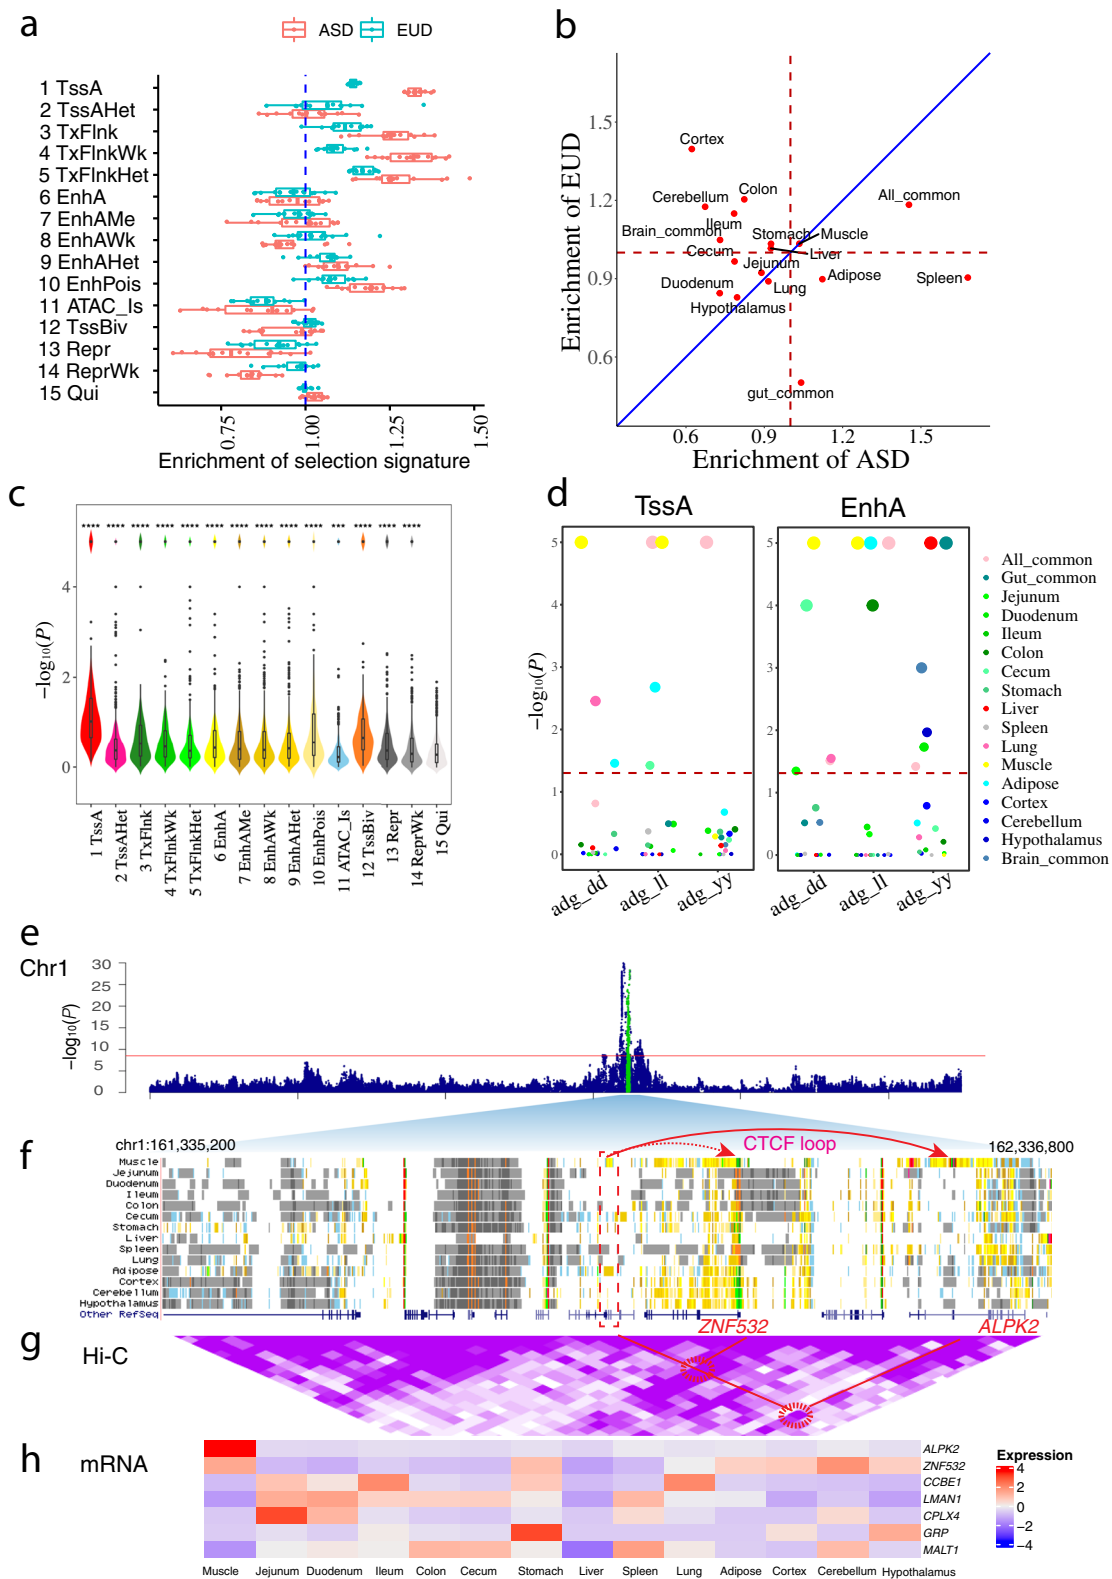 a
ASD EUD
1 TssA
2 TssAHet
3 TxFlnk
4 TxFlnkWk
5 TxFlnkHet
6 EnhA
7 EnhAMe
8 EnhAWk
9 EnhAHet
10 EnhPois
11 ATAC_Is
12 TssBiv
13 Repr
14 ReprWk
15 Qui
0.75 1.00 1.25 1.50
Enrichment of selection signature
b
Enrichment of EUD
1.5
1.2
0.9
0.6
Cortex
Cerebellum
Colon
Ileum
All_common
Brain_common
Stomach
Muscle
Cecum
Liver
Jejunum
Adipose
Spleen
Duodenum
Lung
Hypothalamus
gut_common
0.6 0.9 1.2 1.5
Enrichment of ASD
c
−log10(P)
4
2
0
**** **** **** **** **** **** **** **** **** **** *** **** **** ****
1 TssA
2 TssAHet
3 TxFlnk
4 TxFlnkWk
5 TxFlnkHet
6 EnhA
7 EnhAMe
8 EnhAWk
9 EnhAHet
10 EnhPois
11 ATAC_Is
12 TssBiv
13 Repr
14 ReprWk
15 Qui
d
TssA EnhA
−log10(P)
5 5
4 4
3 3
2 2
1 1
0 0
adg_dd adg_ll adg_yy adg_dd adg_ll adg_yy
All_common
Gut_common
Jejunum
Duodenum
Ileum
Colon
Cecum
Stomach
Liver
Spleen
Lung
Muscle
Adipose
Cortex
Cerebellum
Hypothalamus
Brain_common
e
Chr1
−log10(P)
30
25
20
15
10
5
0
f
chr1:161,335,200 CTCF loop 162,336,800
Muscle
Jejunum
Duodenum
Ileum
Colon
Cecum
Stomach
Liver
Spleen
Lung
Adipose
Cortex
Cerebellum
Hypothalamus
Other RefSeq
ZNF532 ALPK2
g
Hi-C
h
mRNA
ALPK2
ZNF532
CCBE1
LMAN1
CPLX4
GRP
MALT1
Expression
4
2
0
−2
−4
Muscle Jejunum Duodenum Ileum Colon Cecum Stomach Liver Spleen Lung Adipose Cortex Cerebellum Hypothalamus